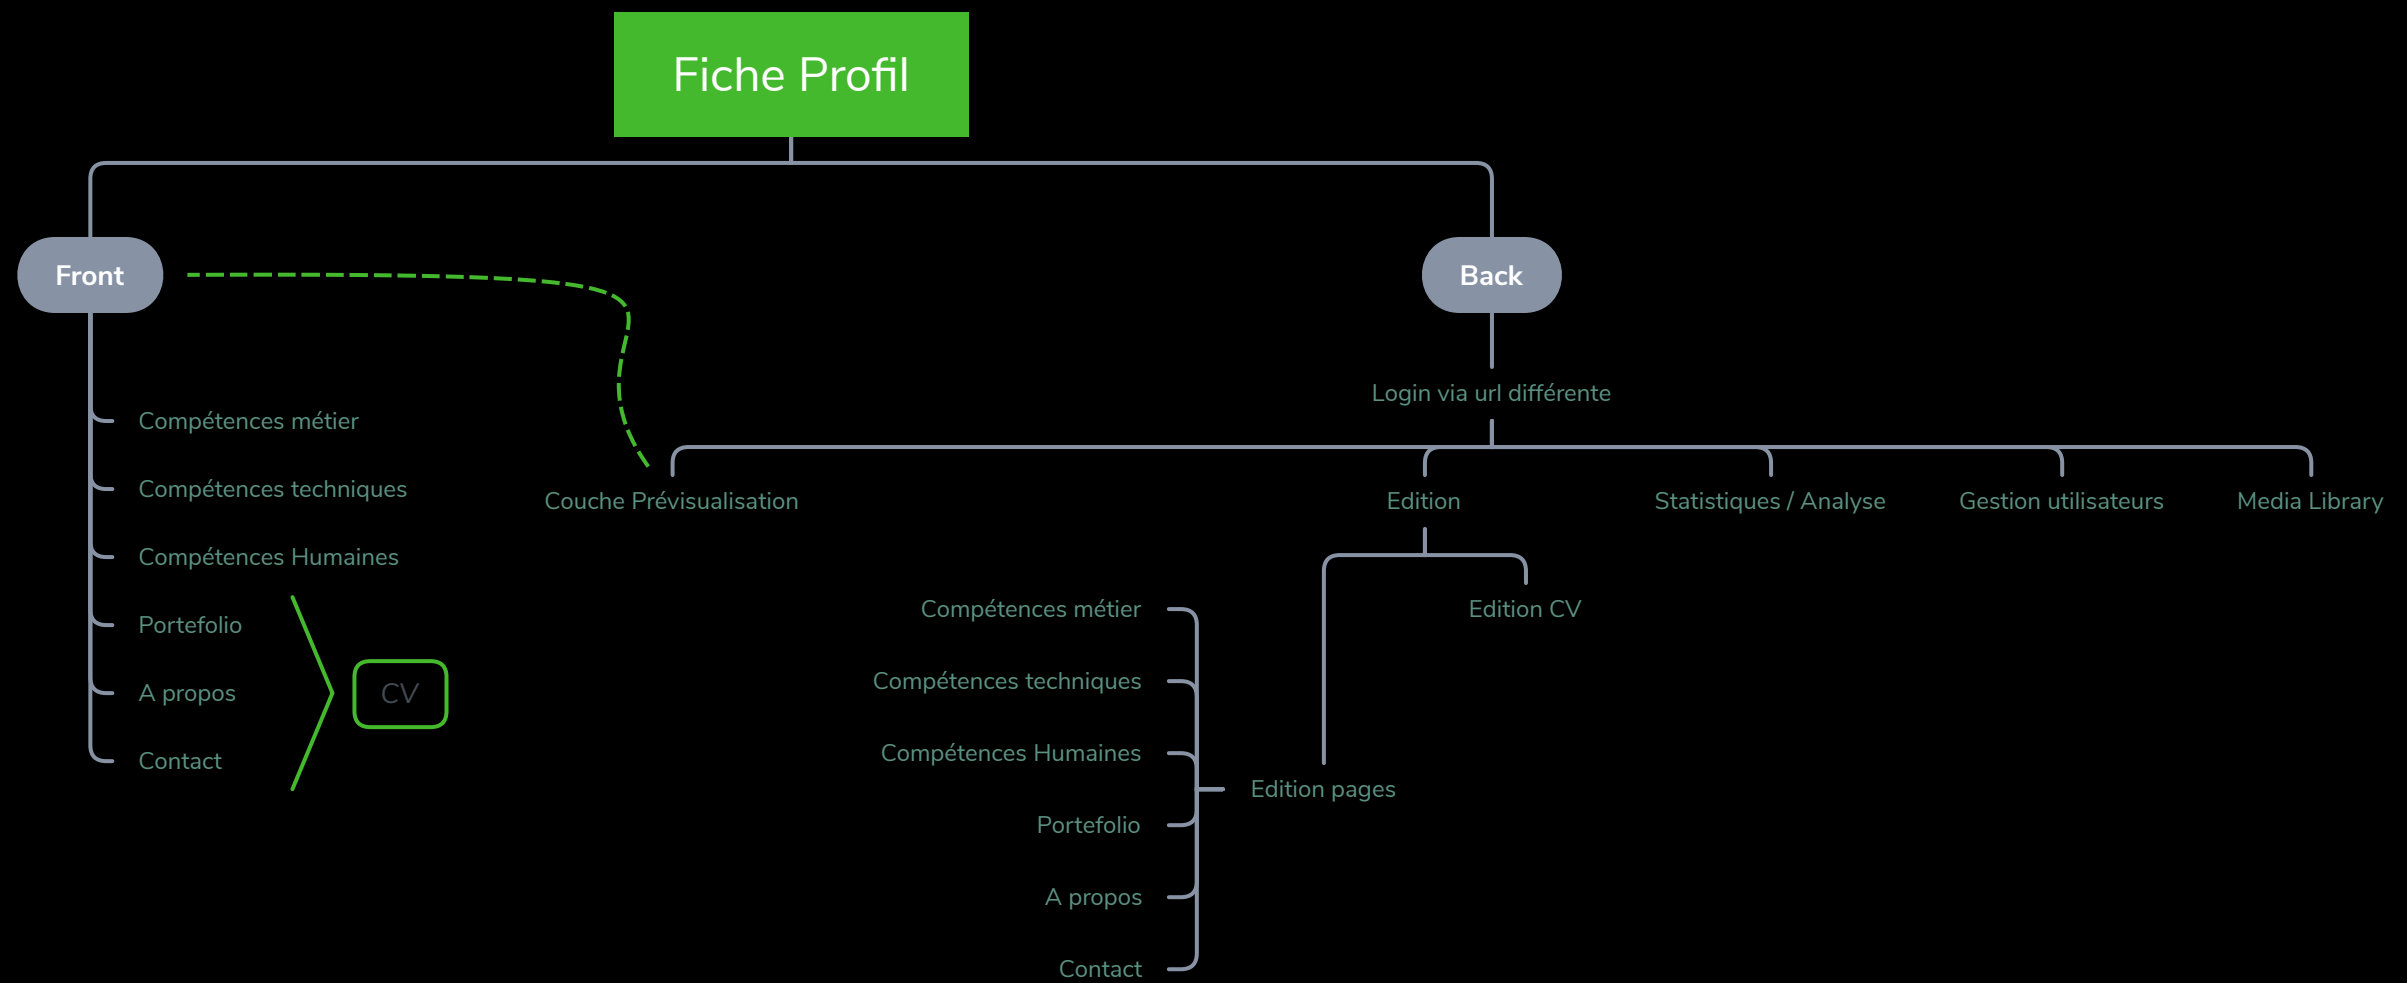 Fiche Profil
Front
Back
Login via url différente
Compétences métier
Compétences techniques
Compétences Humaines
Portefolio
A propos
Contact
CV
Couche Prévisualisation
Edition
Statistiques / Analyse
Gestion utilisateurs
Media Library
Edition CV
Edition pages
Compétences métier
Compétences techniques
Compétences Humaines
Portefolio
A propos
Contact